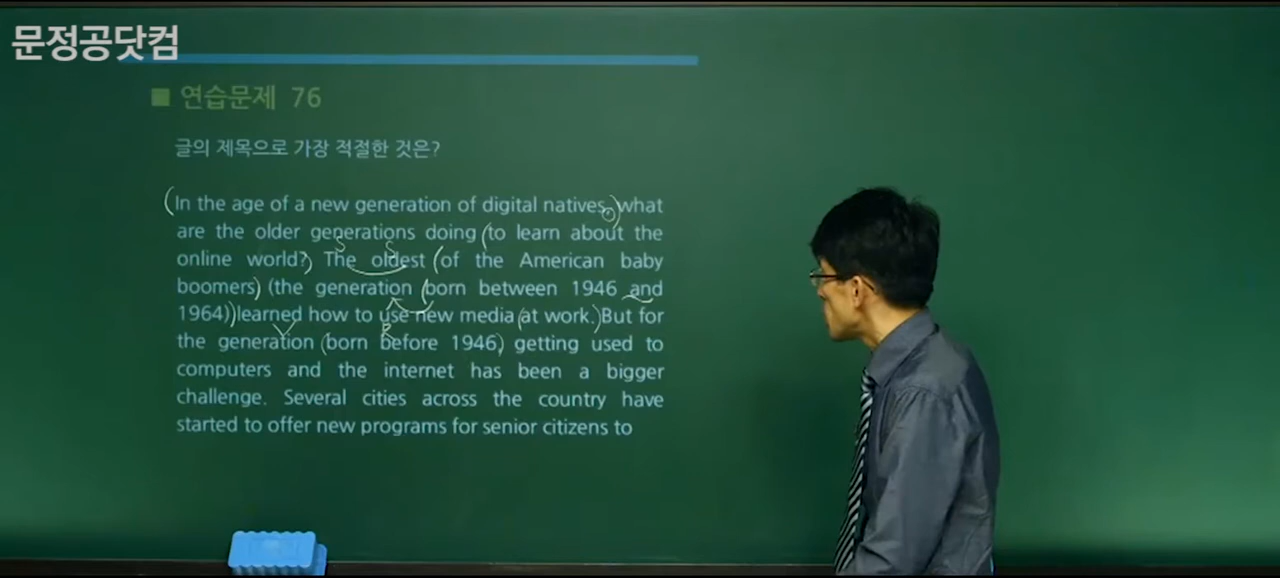 문정공닷컴
■ 연습문제 76
글의 제목으로 가장 적절한 것은?
(In the age of a new generation of digital natives,) what
are the older generations doing (to learn about the
online world?) The oldest (of the American baby
boomers) (the generation (born between 1946 and
1964)) learned how to use new media (at work.) But for
the generation (born before 1946) getting used to
computers and the internet has been a bigger
challenge. Several cities across the country have
started to offer new programs for senior citizens to